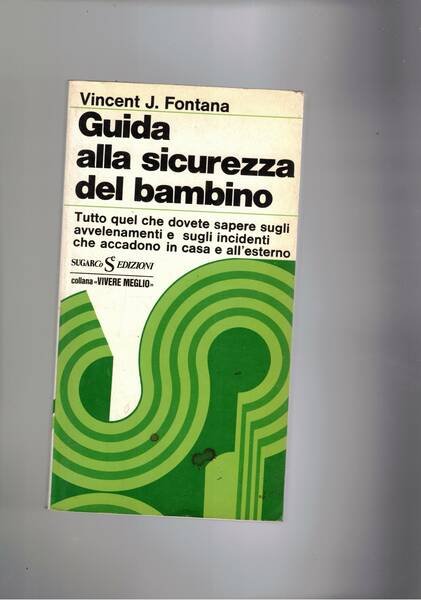 Vincent J. Fontana
Guida
alla sicurezza
del bambino
Tutto quel che dovete sapere sugli
avvelenamenti e sugli incidenti
che accadono in casa e all'esterno
SUGARCo EDIZIONI
collana «VIVERE MEGLIO»